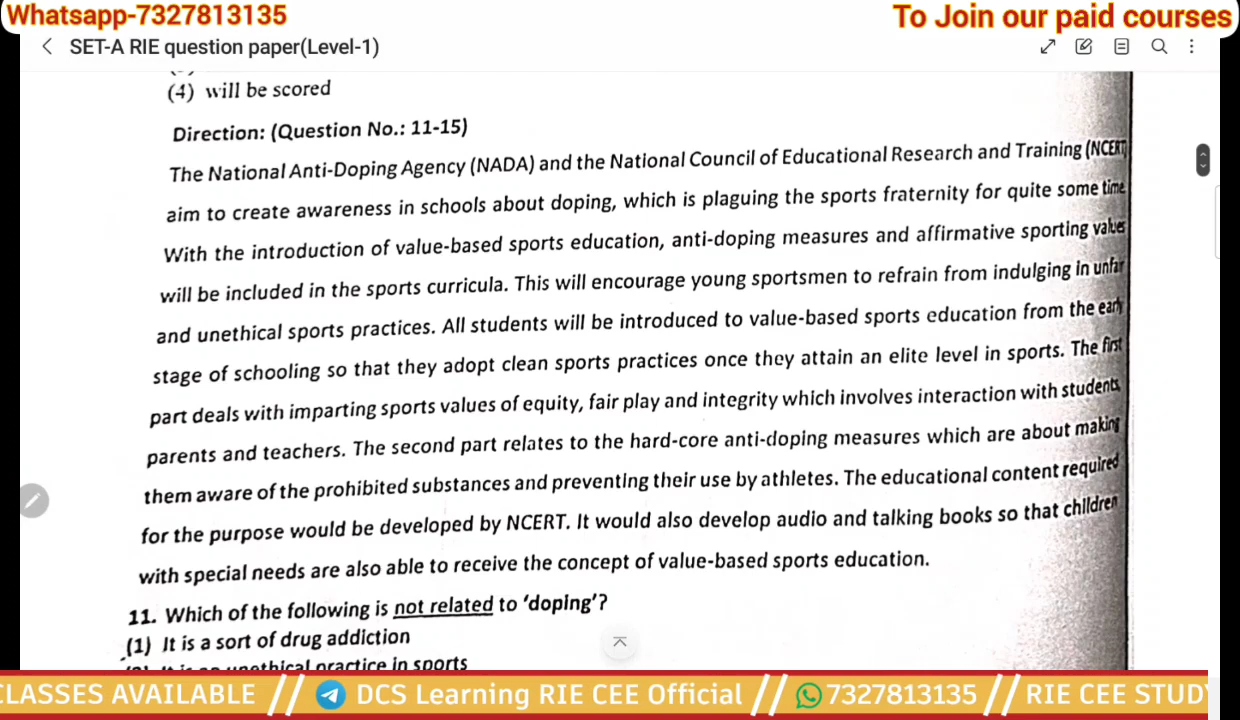 Whatsapp-7327813135
To Join our paid courses
SET-A RIE question paper(Level-1)
(4) will be scored
Direction: (Question No.: 11-15)
The National Anti-Doping Agency (NADA) and the National Council of Educational Research and Training (NCERT
aim to create awareness in schools about doping, which is plaguing the sports fraternity for quite some time
With the introduction of value-based sports education, anti-doping measures and affirmative sporting values
will be included in the sports curricula. This will encourage young sportsmen to refrain from indulging in unfair
and unethical sports practices. All students will be introduced to value-based sports education from the early
stage of schooling so that they adopt clean sports practices once they attain an elite level in sports. The first
part deals with imparting sports values of equity, fair play and integrity which involves interaction with students,
parents and teachers. The second part relates to the hard-core anti-doping measures which are about making
them aware of the prohibited substances and preventing their use by athletes. The educational content required
for the purpose would be developed by NCERT. It would also develop audio and talking books so that children
with special needs are also able to receive the concept of value-based sports education.
11. Which of the following is not related to 'doping'?
(1) It is a sort of drug addiction
unethical practice in sports
CLASSES AVAILABLE // DCS Learning RIE CEE Official // 7327813135 // RIE CEE STUDY